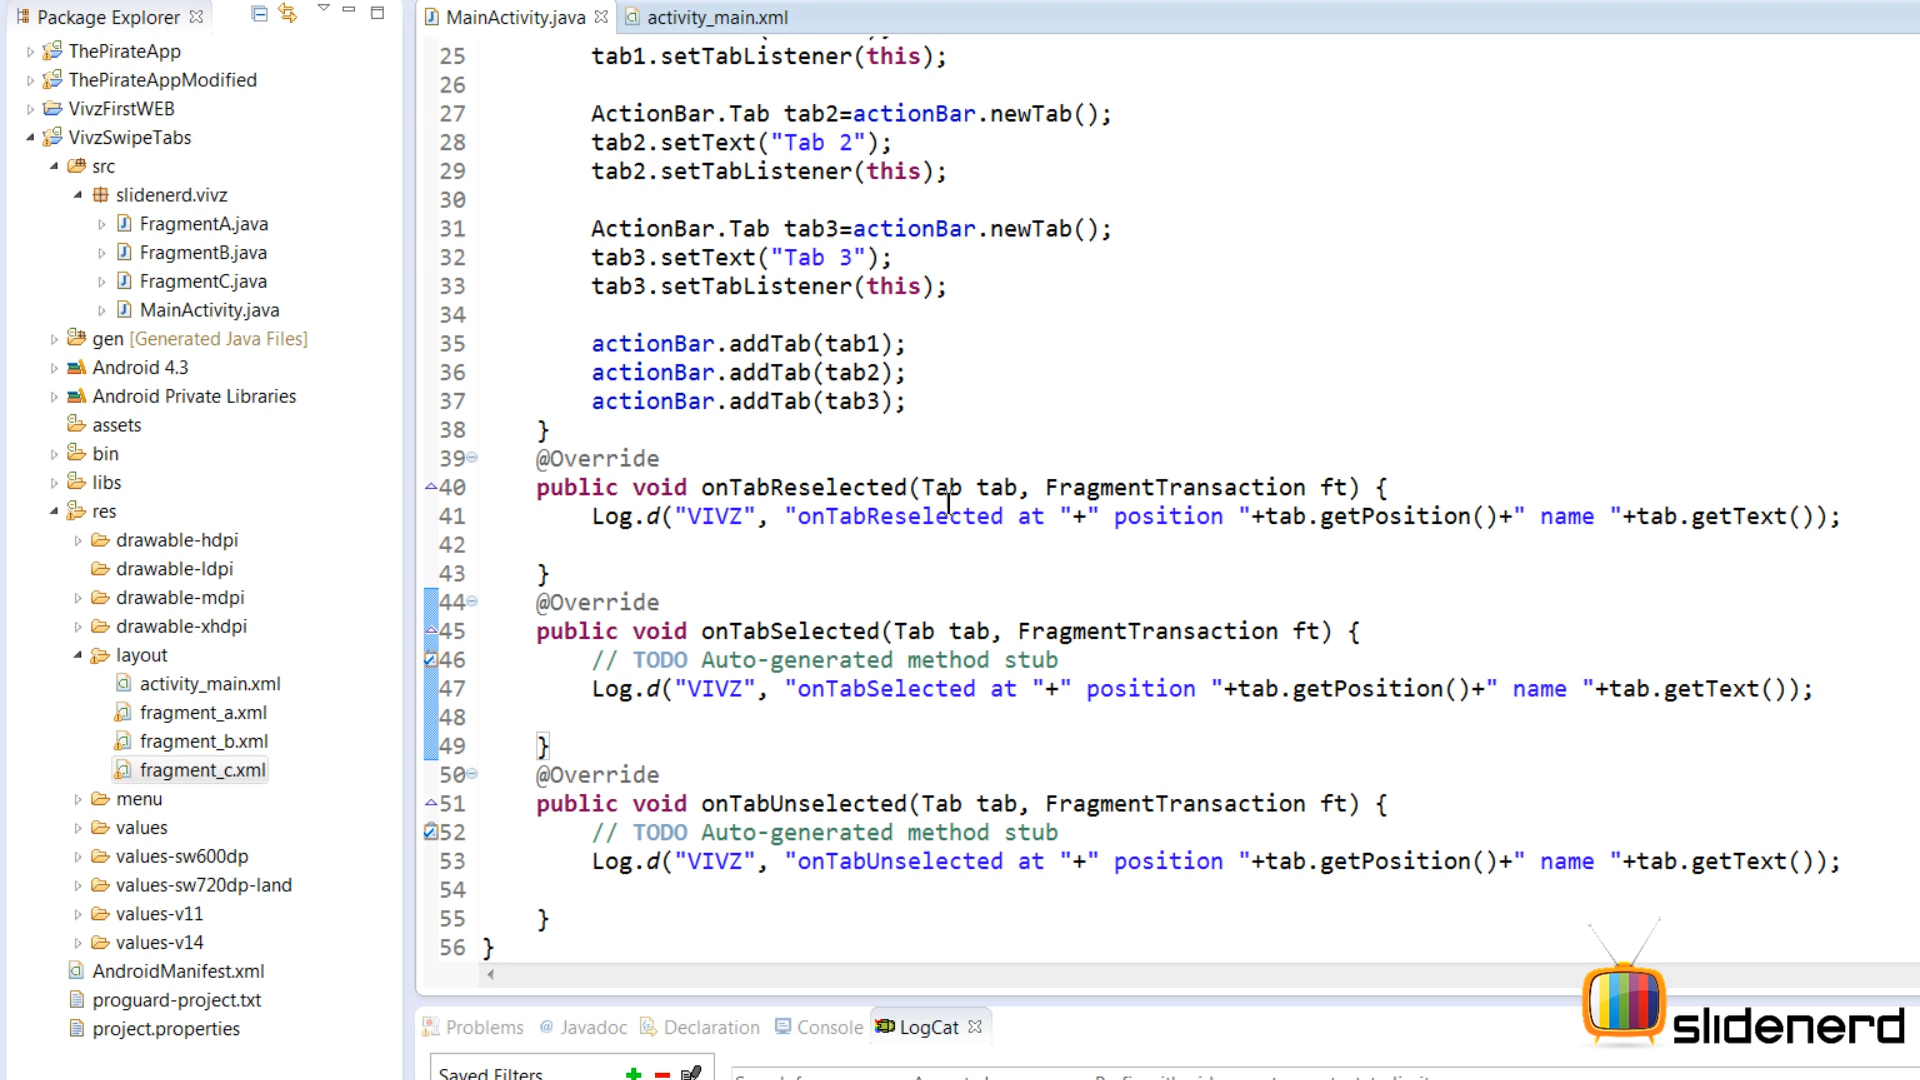 Package Explorer
ThePirateApp
ThePirateAppModified
VivzFirstWEB
VivzSwipeTabs
src
slidenerd.vivz
FragmentA.java
FragmentB.java
FragmentC.java
MainActivity.java
gen [Generated Java Files]
Android 4.3
Android Private Libraries
assets
bin
libs
res
drawable-hdpi
drawable-ldpi
drawable-mdpi
drawable-xhdpi
layout
activity_main.xml
fragment_a.xml
fragment_b.xml
fragment_c.xml
menu
values
values-sw600dp
values-sw720dp-land
values-v11
values-v14
AndroidManifest.xml
proguard-project.txt
project.properties
MainActivity.java activity_main.xml
25 tab1.setTabListener(this);
26
27 ActionBar.Tab tab2=actionBar.newTab();
28 tab2.setText("Tab 2");
29 tab2.setTabListener(this);
30
31 ActionBar.Tab tab3=actionBar.newTab();
32 tab3.setText("Tab 3");
33 tab3.setTabListener(this);
34
35 actionBar.addTab(tab1);
36 actionBar.addTab(tab2);
37 actionBar.addTab(tab3);
38 }
39 @Override
40 public void onTabReselected(Tab tab, FragmentTransaction ft) {
41 Log.d("VIVZ", "onTabReselected at "+" position "+tab.getPosition()+" name "+tab.getText());
42
43 }
44 @Override
45 public void onTabSelected(Tab tab, FragmentTransaction ft) {
46 // TODO Auto-generated method stub
47 Log.d("VIVZ", "onTabSelected at "+" position "+tab.getPosition()+" name "+tab.getText());
48
49 }
50 @Override
51 public void onTabUnselected(Tab tab, FragmentTransaction ft) {
52 // TODO Auto-generated method stub
53 Log.d("VIVZ", "onTabUnselected at "+" position "+tab.getPosition()+" name "+tab.getText());
54
55 }
56 }
Problems @ Javadoc Declaration Console LogCat
Saved Filters
slidenerd